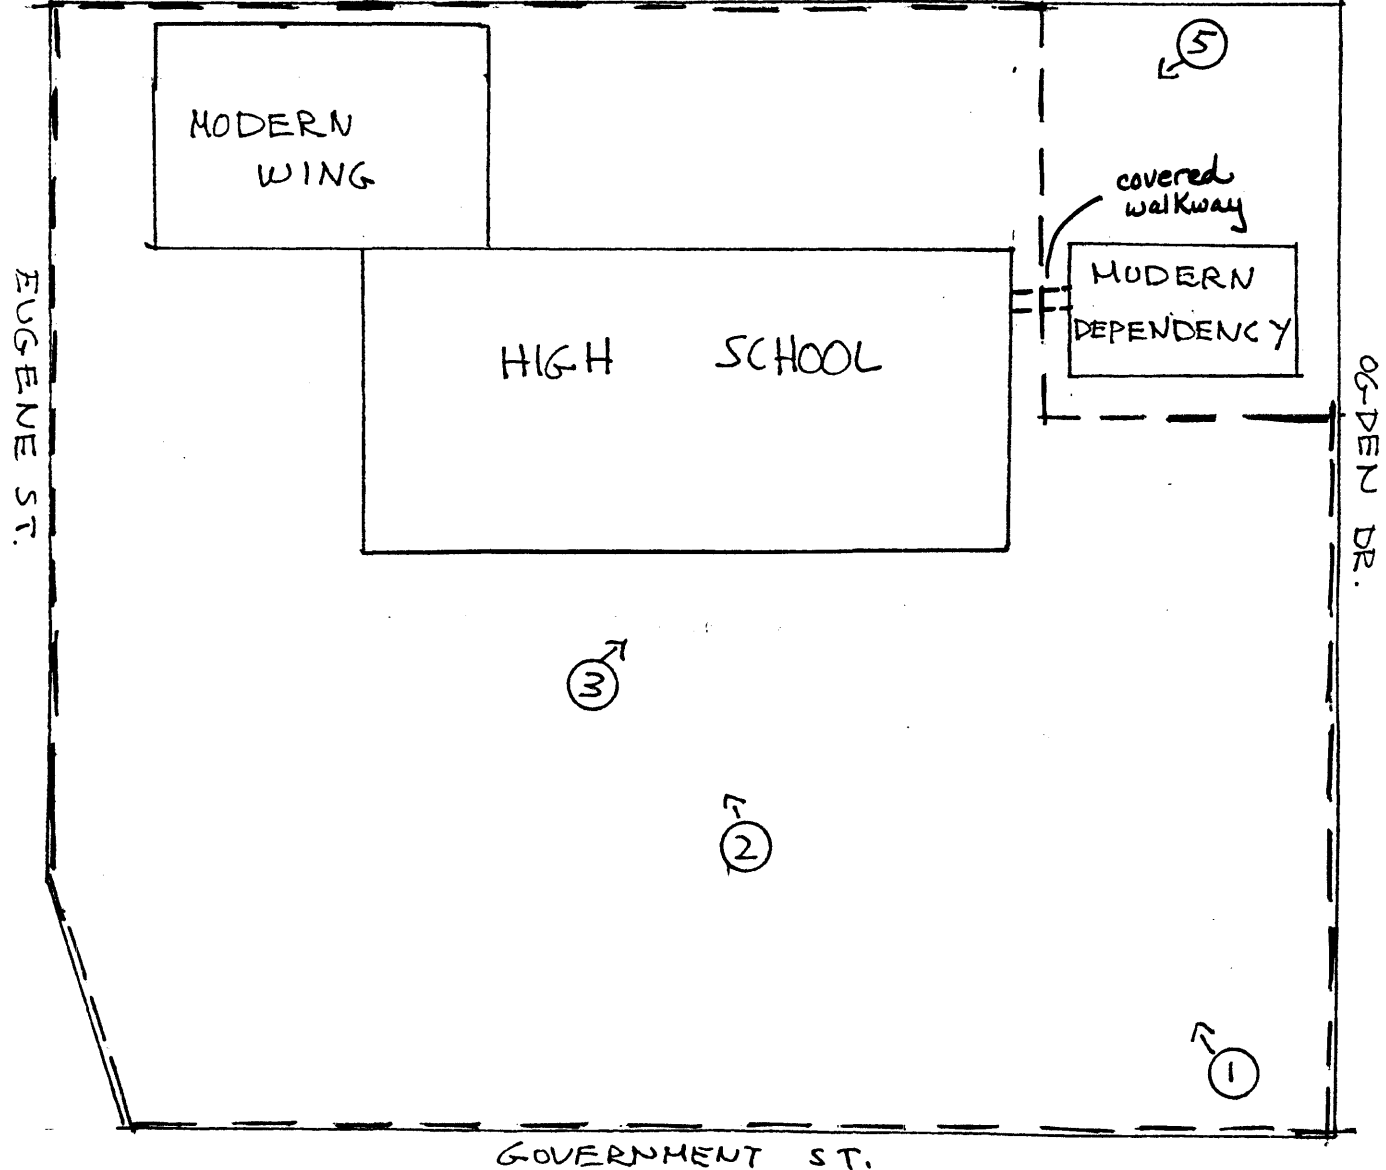 5
MODERN
WING
covered
walkway
MODERN
DEPENDENCY
HIGH SCHOOL
EUGENE ST.
OGDEN DR.
3
2
1
GOVERNMENT ST.